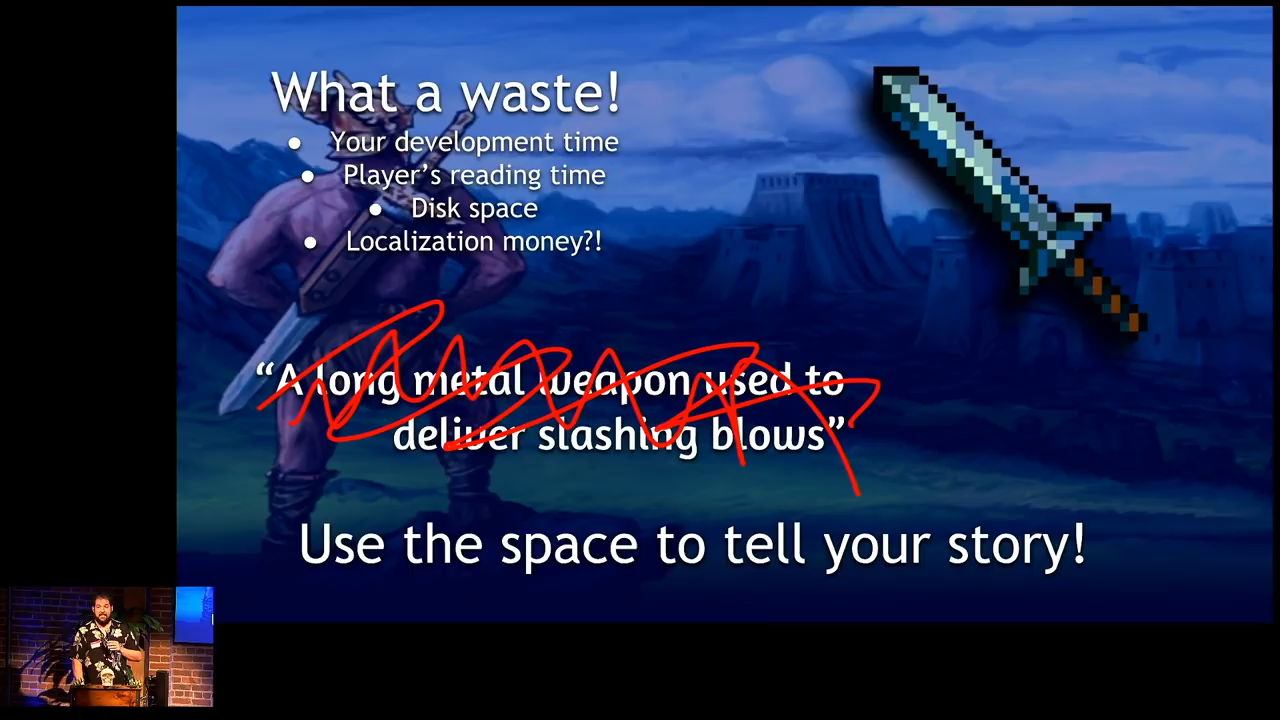 What a waste!
● Your development time
● Player's reading time
● Disk space
● Localization money?!
“A long metal weapon used to
deliver slashing blows”
Use the space to tell your story!